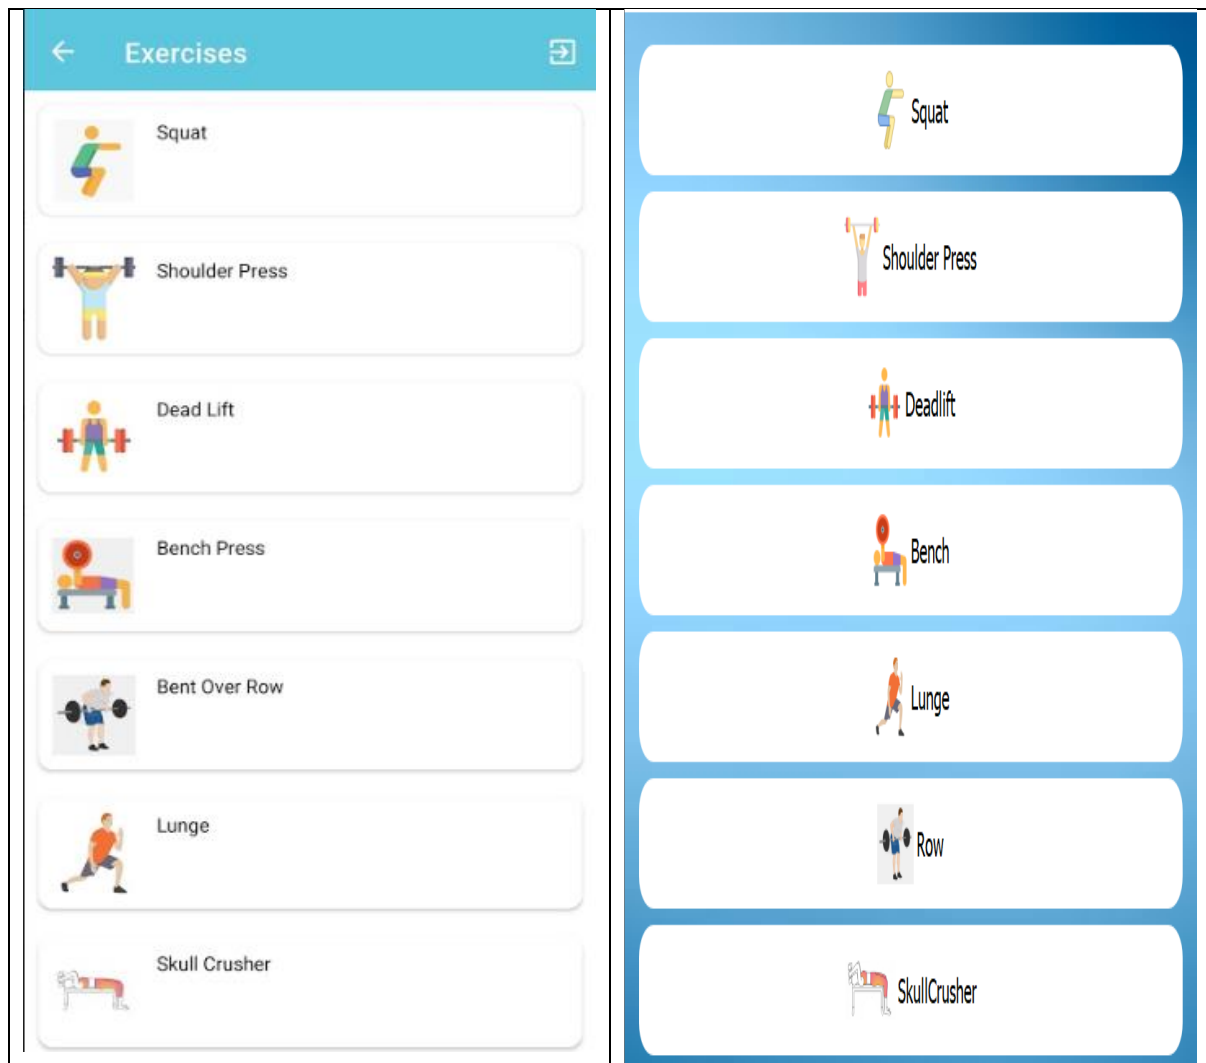 Exercises
Squat
Shoulder Press
Dead Lift
Bench Press
Bent Over Row
Lunge
Skull Crusher
Squat
Shoulder Press
Deadlift
Bench
Lunge
Row
SkullCrusher